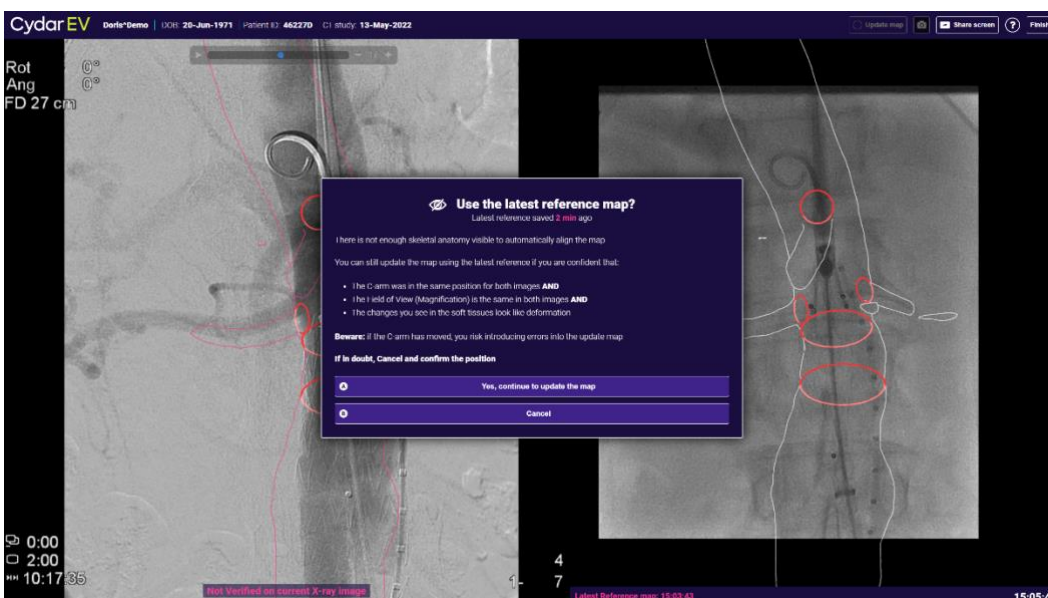 Cydar EV Doris^Demo DOB: 20-Jun-1971 Patient ID: 46227D CT study: 13-May-2022 Update map Share screen ? Finish
Rot 0°
Ang 0°
FD 27 cm
Use the latest reference map?
Latest reference saved 2 min ago
There is not enough skeletal anatomy visible to automatically align the map
You can still update the map using the latest reference if you are confident that:
• The C-arm was in the same position for both images AND
• The Field of View (Magnification) is the same in both images AND
• The changes you see in the soft tissues look like deformation
Beware: if the C-arm has moved, you risk introducing errors into the update map
If in doubt, Cancel and confirm the position
Yes, continue to update the map
Cancel
0:00
2:00
10:17:35
4
1- 7
Not Verified on current X-ray image
Latest Reference map: 15:03:43
15:05:4